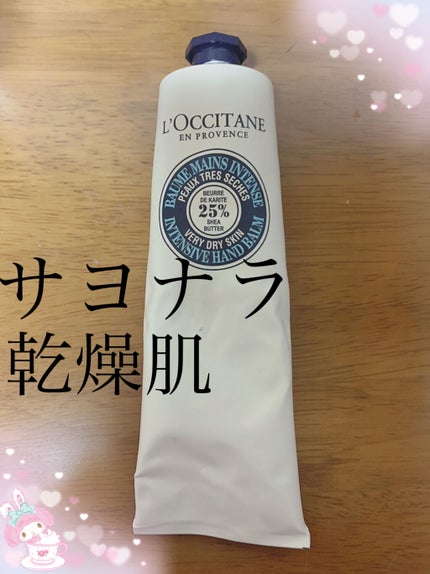 L'OCCITANE
EN PROVENCE
BAUME MAINS INTENSE
PEAUX TRES SECHES
BEURRE
DE KARITE
25%
SHEA
BUTTER
VERY DRY SKIN
INTENSIVE HAND BALM
サヨナラ
乾燥肌